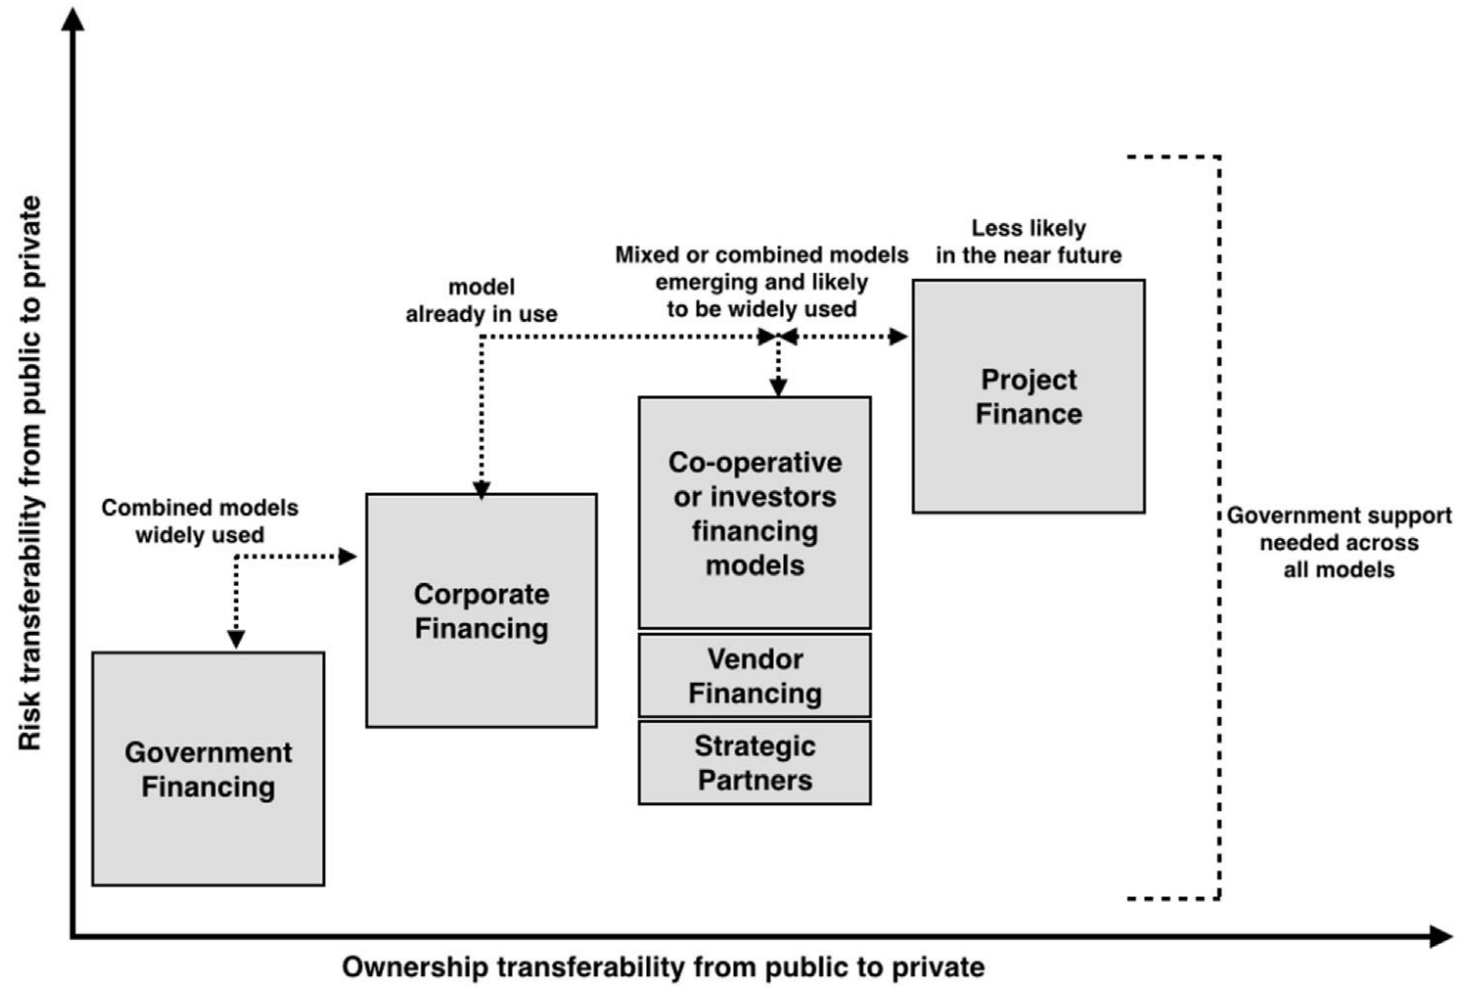 Risk transferability from public to private
Less likely
in the near future
Mixed or combined models
emerging and likely
to be widely used
model
already in use
Project
Finance
Co-operative
or investors
financing
models
Combined models
widely used
Government support
needed across
all models
Corporate
Financing
Vendor
Financing
Strategic
Partners
Government
Financing
Ownership transferability from public to private